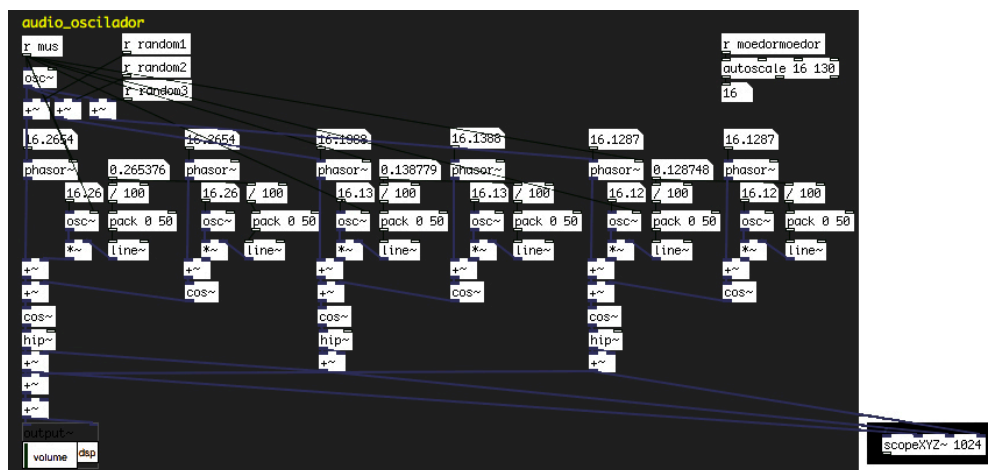 audio_oscilador
r mus
r random1
r moedormoedor
osc~
r random2
autoscale 16 130
r random3
16
+~ +~ +~
16.2654 16.2654 16.1388 16.1388 16.1287 16.1287
phasor~ 0.265376 phasor~ phasor~ 0.138779 phasor~ phasor~ 0.128748 phasor~
16.26 / 100 16.26 / 100 16.13 / 100 16.13 / 100 16.12 / 100 16.12 / 100
osc~ pack 0 50 osc~ pack 0 50 osc~ pack 0 50 osc~ pack 0 50 osc~ pack 0 50 osc~ pack 0 50
*~ line~ *~ line~ *~ line~ *~ line~ *~ line~ *~ line~
+~ +~ +~ +~ +~ +~
+~ cos~ +~ cos~ +~ cos~
cos~ cos~ cos~
hip~ hip~ hip~
+~ +~ +~
+~
+~
output~
volume dsp
scopeXYZ~ 1024